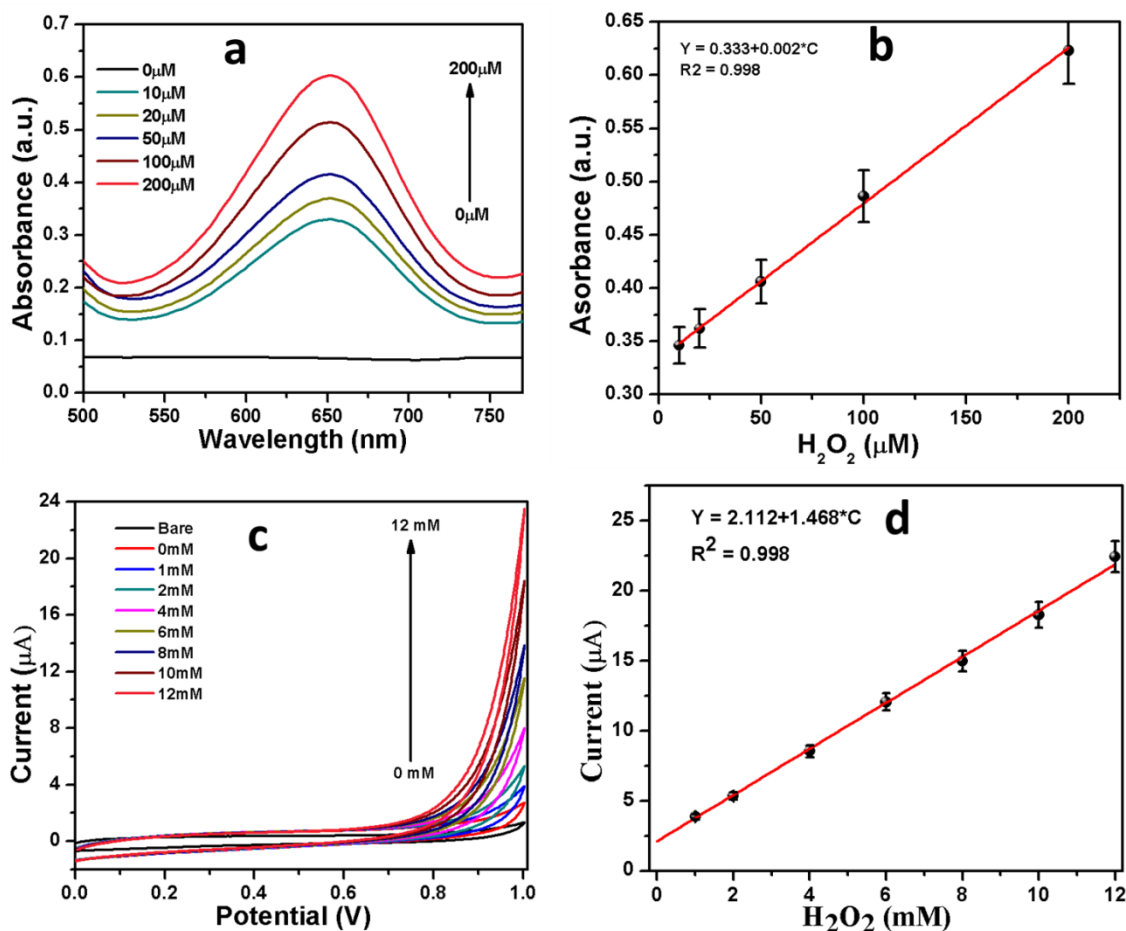 a
0μM
10μM
20μM
50μM
100μM
200μM
200μM
0μM
Absorbance (a.u.)
0.7
0.6
0.5
0.4
0.3
0.2
0.1
0.0
500 550 600 650 700 750
Wavelength (nm)
b
Y = 0.333+0.002*C
R2 = 0.998
Asorbance (a.u.)
0.65
0.60
0.55
0.50
0.45
0.40
0.35
0.30
0 50 100 150 200
H₂O₂ (μM)
c
Bare
0mM
1mM
2mM
4mM
6mM
8mM
10mM
12mM
12 mM
0 mM
Current (μA)
24
20
16
12
8
4
0
0.0 0.2 0.4 0.6 0.8 1.0
Potential (V)
d
Y = 2.112+1.468*C
R² = 0.998
Current (μA)
25
20
15
10
5
0
0 2 4 6 8 10 12
H₂O₂ (mM)